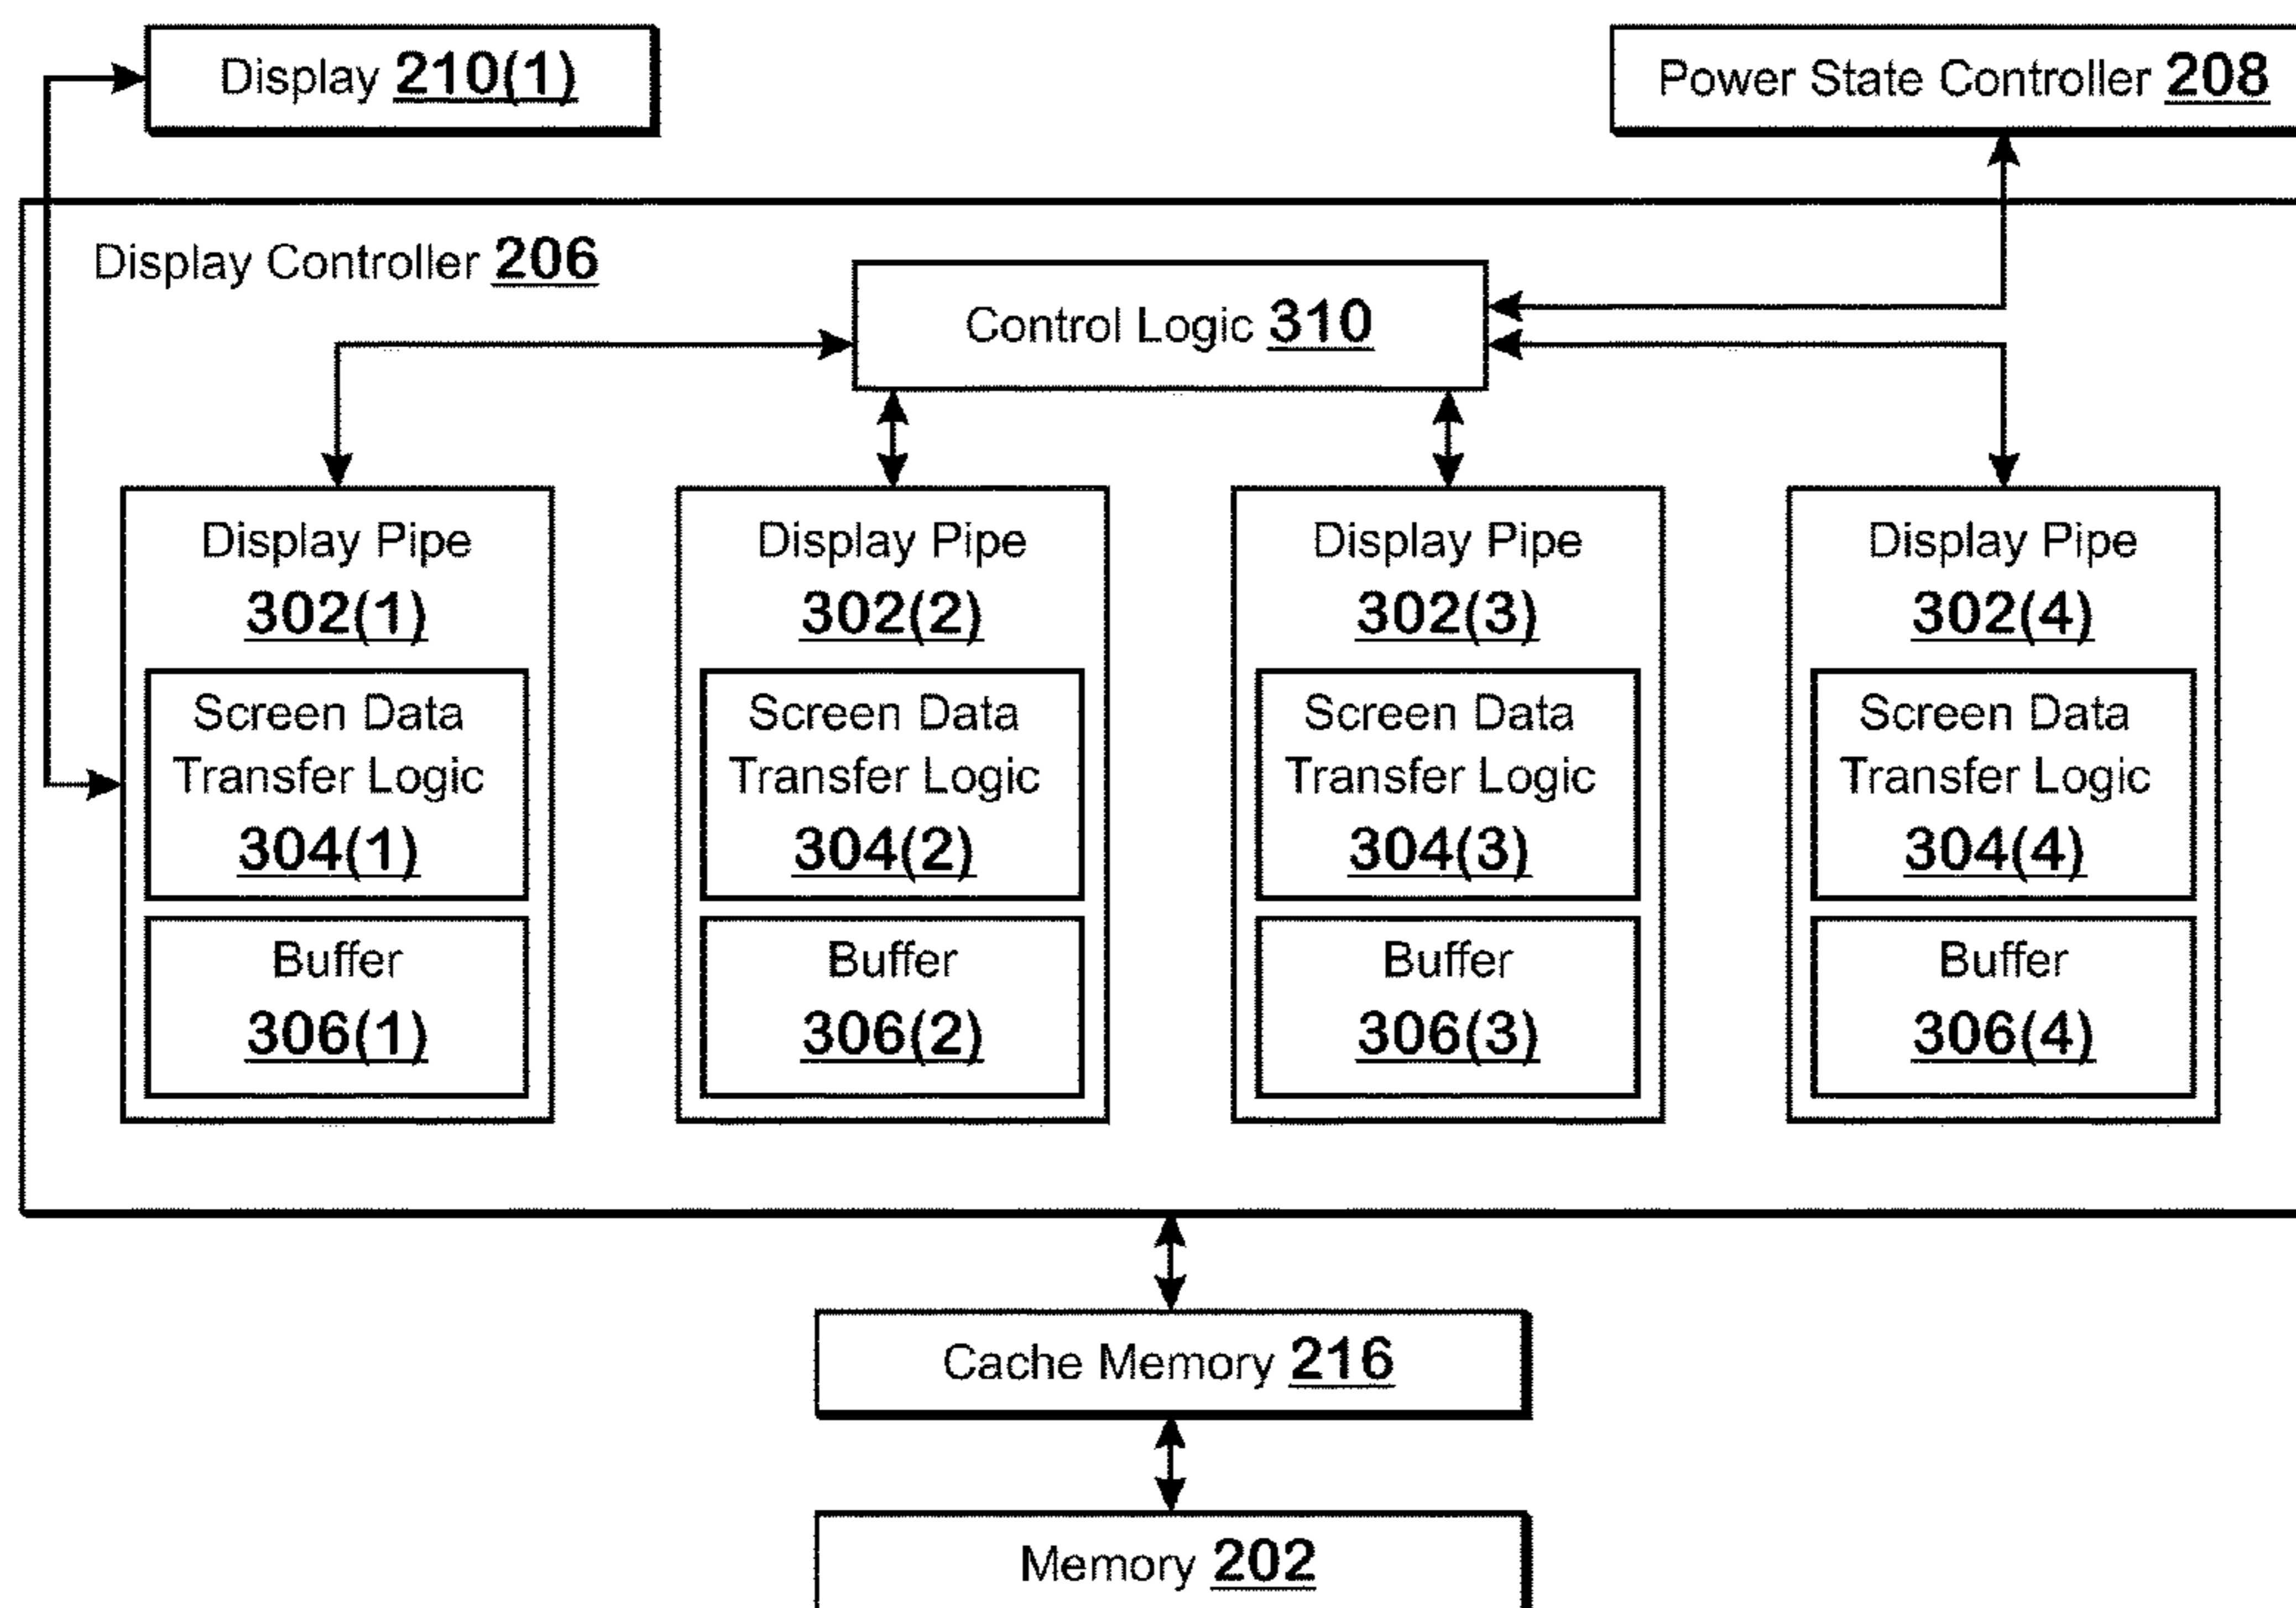 Display 210(1)
Power State Controller 208
Display Controller 206
Control Logic 310
Display Pipe
302(1)
Screen Data
Transfer Logic
304(1)
Buffer
306(1)
Display Pipe
302(2)
Screen Data
Transfer Logic
304(2)
Buffer
306(2)
Display Pipe
302(3)
Screen Data
Transfer Logic
304(3)
Buffer
306(3)
Display Pipe
302(4)
Screen Data
Transfer Logic
304(4)
Buffer
306(4)
Cache Memory 216
Memory 202